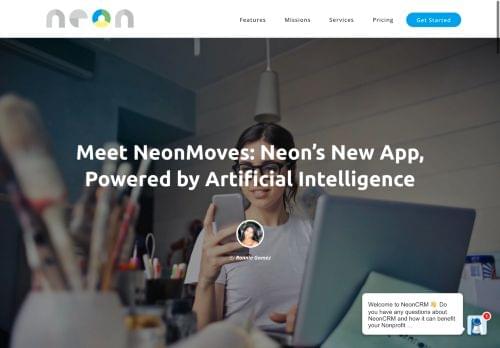 neon
Features Missions Services Pricing Get Started
Meet NeonMoves: Neon's New App,
Powered by Artificial Intelligence
By Ronnie Gomez
Welcome to NeonCRM 👋 Do
you have any questions about
NeonCRM and how it can benefit
your Nonprofit ...
1